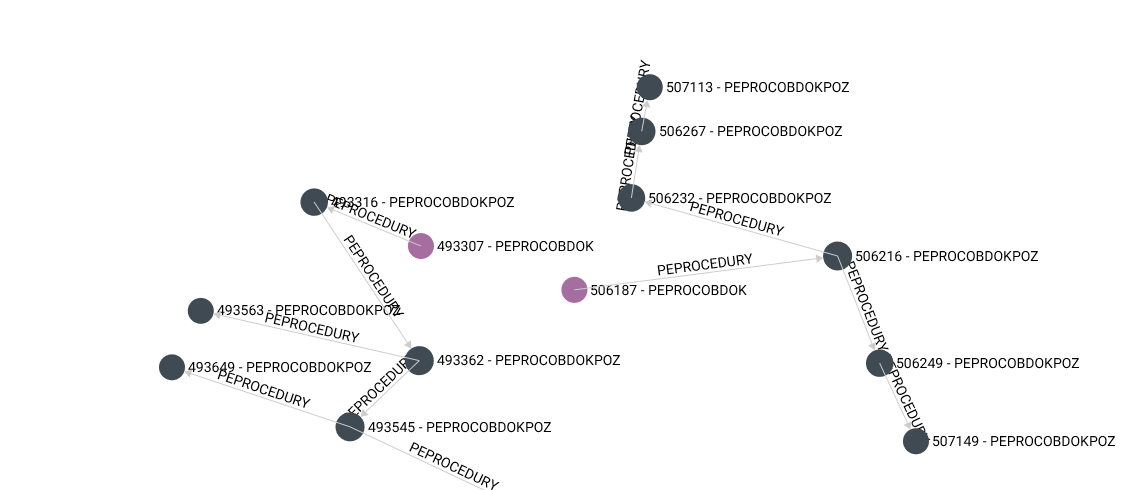 507113 - PEPROCOBDOKPOZ
PEPROCEDURY
506267 - PEPROCOBDOKPOZ
PEPROCEDURY
506232 - PEPROCOBDOKPOZ
493316 - PEPROCOBDOKPOZ
PEPROCEDURY
PEPROCEDURY
493307 - PEPROCOBDOK
506216 - PEPROCOBDOKPOZ
PEPROCEDURY
506187 - PEPROCOBDOK
PEPROCEDURY
PEPROCEDURY
493563 - PEPROCOBDOKPOZ
PEPROCEDURY
493362 - PEPROCOBDOKPOZ
506249 - PEPROCOBDOKPOZ
493649 - PEPROCOBDOKPOZ
PEPROCEDURY
PEPROCEDURY
PEPROCEDURY
493545 - PEPROCOBDOKPOZ
507149 - PEPROCOBDOKPOZ
PEPROCEDURY